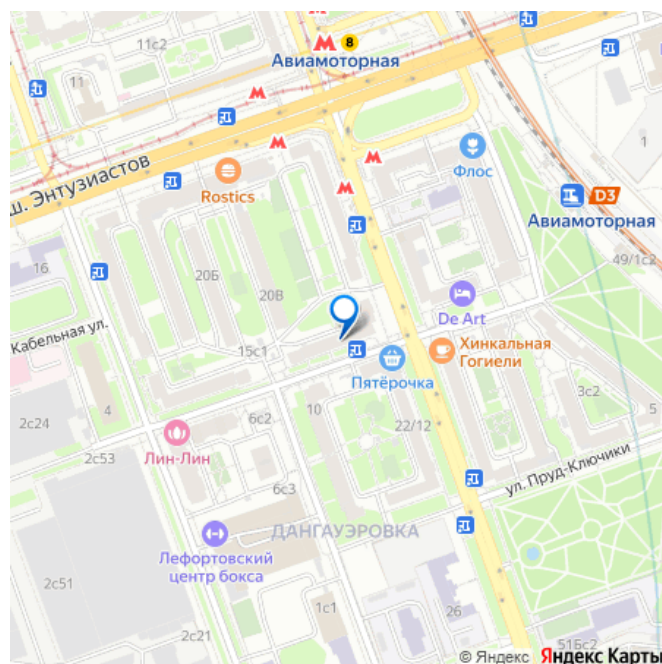 11с2
8
Авиамоторная
11
1
Флос
ш. Энтузиастов
Rostics
D3
Авиамоторная
49/1с2
16
20Б
20В
De Art
Кабельная ул.
15с1
Хинкальная
Гогиели
Пятёрочка
4
6с2
10
3с2
5
2с24
22/12
2с53
Лин-Лин
6с3
ул. Пруд-Ключики
ДАНГАУЭРОВКА
Лефортовский
центр бокса
2с51
1с1
26
2с21
51Бс2
© Яндекс Яндекс Карты